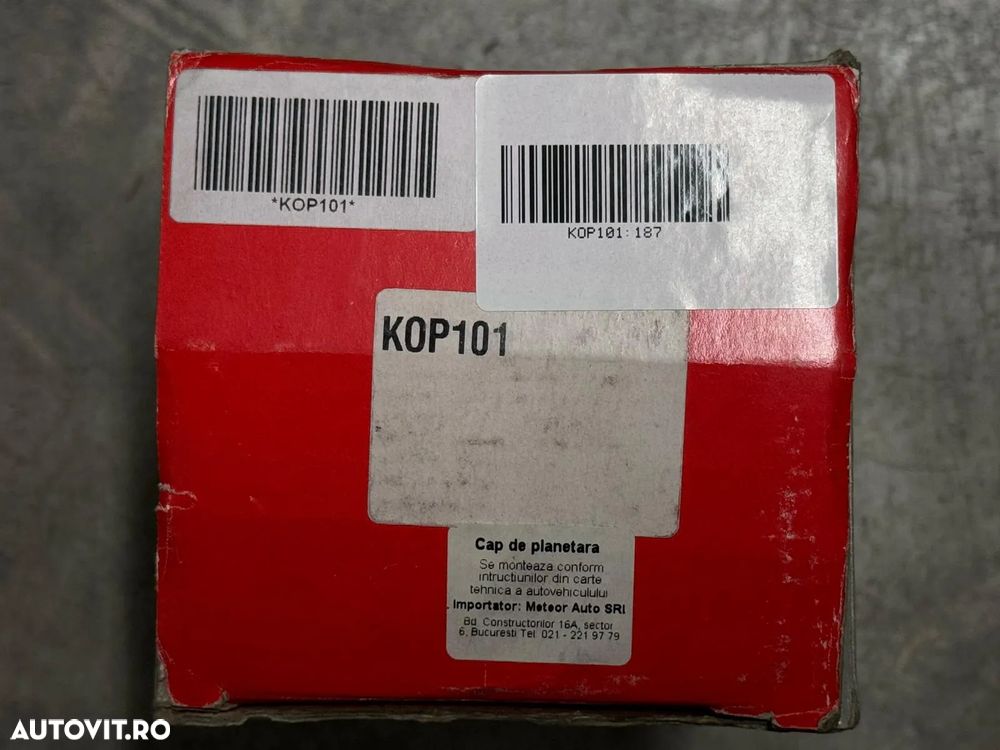 *KOP101*
KOP101:187
KOP101
Cap de planetara
Se monteaza conform
intructiunilor din carte
tehnica a autovehiculului
. Importator: Meteor Auto SRL
Bd. Constructorilor 16A, sector
6, Bucuresti Tel: 021 - 221 97 79
AUTOVIT.RO